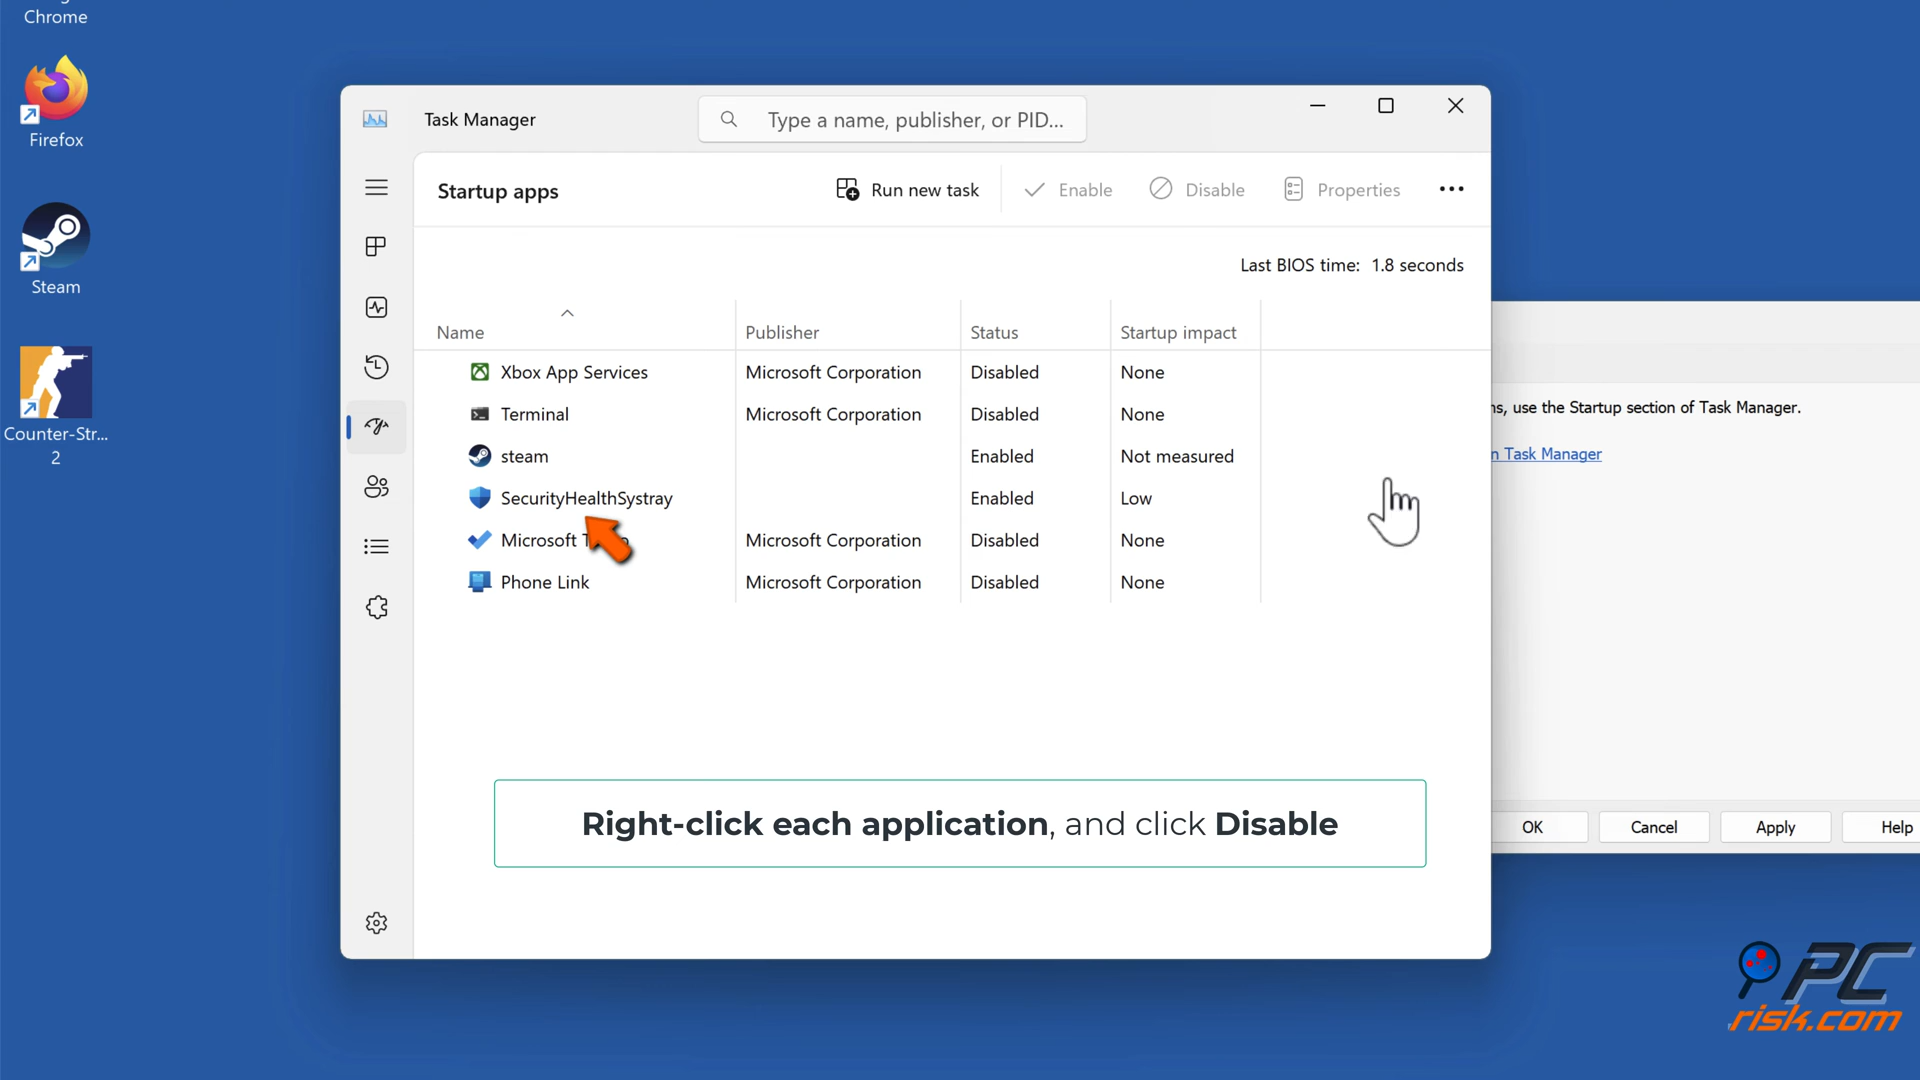 Chrome
Firefox
Steam
Counter-Str...
2
Task Manager
Type a name, publisher, or PID...
Startup apps
Run new task
Enable
Disable
Properties
Last BIOS time: 1.8 seconds
Name Publisher Status Startup impact
Xbox App Services Microsoft Corporation Disabled None
Terminal Microsoft Corporation Disabled None
steam Enabled Not measured
SecurityHealthSystray Enabled Low
Microsoft Microsoft Corporation Disabled None
Phone Link Microsoft Corporation Disabled None
Right-click each application, and click Disable
, use the Startup section of Task Manager.
Task Manager
OK
Cancel
Apply
Help
PC
risk.com